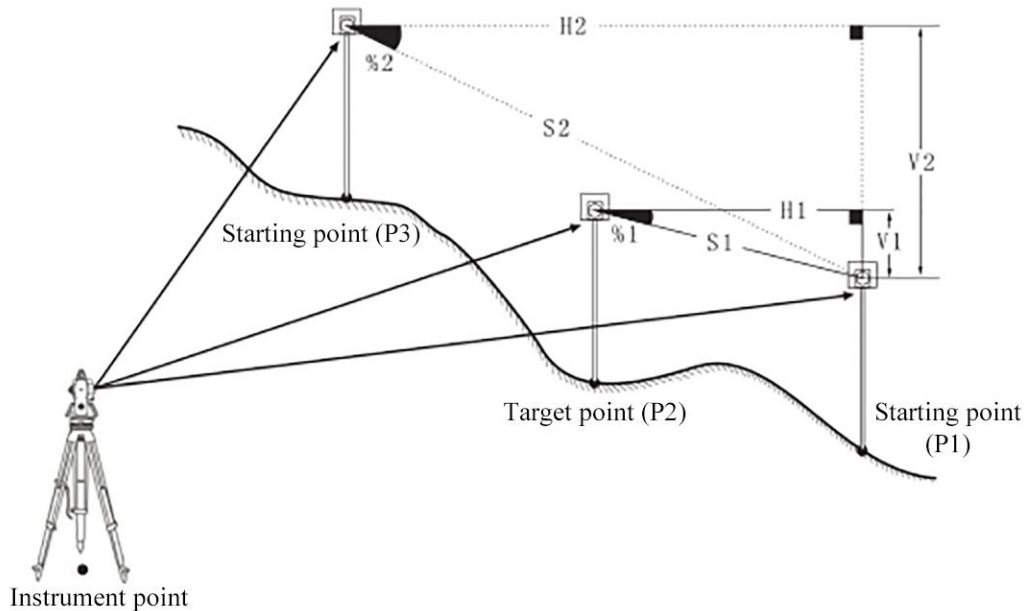 H2
%2
S2
V2
Starting point (P3)
H1
%1
S1
V1
Target point (P2)
Starting point
(P1)
Instrument point